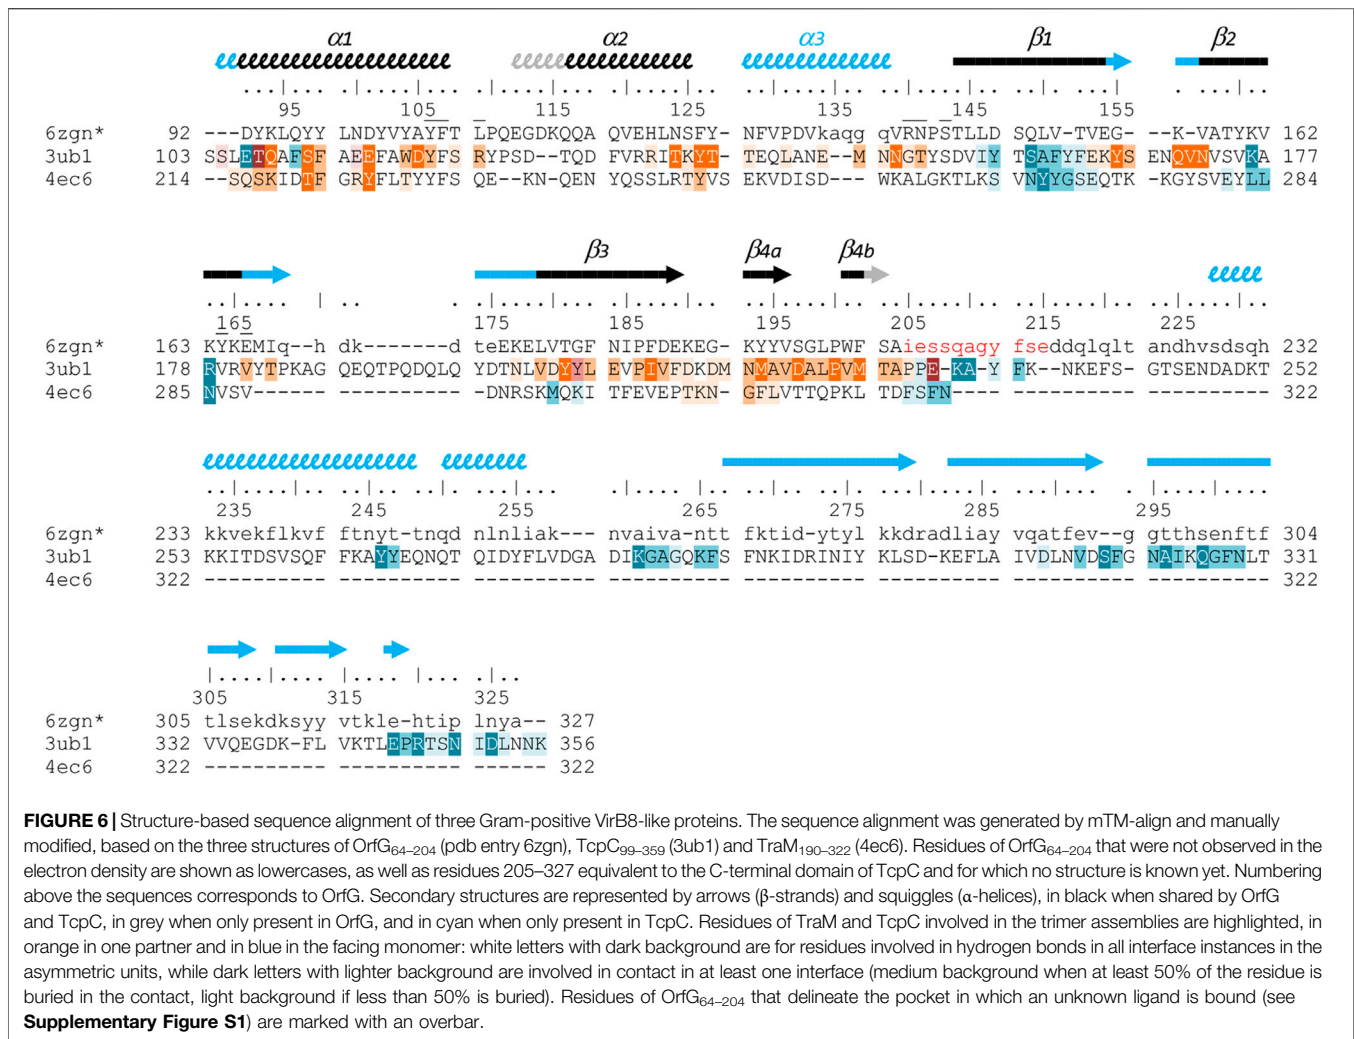 α1 α2 α3 β1 β2
..|.... ....|.... |.... ....|.... ....|.... |.... ....|.... |.... ....|.... . ....
95 105 115 125 135 145 155
6zgn* 92 ---DYKLQYY LNDYVYAYFT LPQEGDKQQA QVEHLNSFY- NFVPDVkaqg qVRNPSTLLD SQLV-TVEG- --K-VATYKV 162
3ub1 103 SSLETQAFSF AEEFAWDYFS RYPSD--TQD FVRRITKYT- TEQLANE--M NNGTYSDVIY TSAFYFEKYS ENQVNVSVKA 177
4ec6 214 --SQSKIDTF GRYFLTYYFS QE--KN-QEN YQSSLRTYVS EKVDISD--- WKALGKTLKS VNYYGSEQTK -KGYSVEYLL 284
β3 β4a β4b
165 175 185 195 205 215 225
6zgn* 163 KYKEMIq--h dk-------d teEKELVTGF NIPFDEKEG- KYYVSGLPWF SAiessqagy fseddqlqlt andhvsdsqh 232
3ub1 178 RVRVYTPKAG QEQTPQDQLQ YDTNLVDYYL EVPIVFDKDM NMAVDALPVM TAPPE-KA-Y FK--NKEFS- GTSENDADKT 252
4ec6 285 NVSV------ ---------- --DNRSKMQKI TFEVEPTKN- GFLVTTQPKL TDFSFN---- ---------- ---------- 322
235 245 255 265 275 285 295
6zgn* 233 kkvekflkvf ftnyt-tnqd nlnliak--- nvaiva-ntt fktid-ytyl kkdradliay vqatfev--g gtthsenftf 304
3ub1 253 KKITDSVSQF FKAYYEQNQT QIDYFLVDGA DIKGAGQKFS FNKIDRINIY KLSD-KEFLA IVDLNVDSFG NAIKQGFNLT 331
4ec6 322 ---------- ---------- ---------- ---------- ---------- ---------- ---------- ---------- 322
305 315 325
6zgn* 305 tlsekdksyy vtkle-htip lnya-- 327
3ub1 332 VVQEGDK-FL VKTLEPRTSN IDLNNK 356
4ec6 322 ---------- ---------- ------ 322
FIGURE 6 | Structure-based sequence alignment of three Gram-positive VirB8-like proteins. The sequence alignment was generated by mTM-align and manually
modified, based on the three structures of OrfG64–204 (pdb entry 6zgn), TcpC99–359 (3ub1) and TraM190–322 (4ec6). Residues of OrfG64–204 that were not observed in the
electron density are shown as lowercases, as well as residues 205–327 equivalent to the C-terminal domain of TcpC and for which no structure is known yet. Numbering
above the sequences corresponds to OrfG. Secondary structures are represented by arrows (β-strands) and squiggles (α-helices), in black when shared by OrfG
and TcpC, in grey when only present in OrfG, and in cyan when only present in TcpC. Residues of TraM and TcpC involved in the trimer assemblies are highlighted, in
orange in one partner and in blue in the facing monomer: white letters with dark background are for residues involved in hydrogen bonds in all interface instances in the
asymmetric units, while dark letters with lighter background are involved in contact in at least one interface (medium background when at least 50% of the residue is
buried in the contact, light background if less than 50% is buried). Residues of OrfG64–204 that delineate the pocket in which an unknown ligand is bound (see
Supplementary Figure S1) are marked with an overbar.